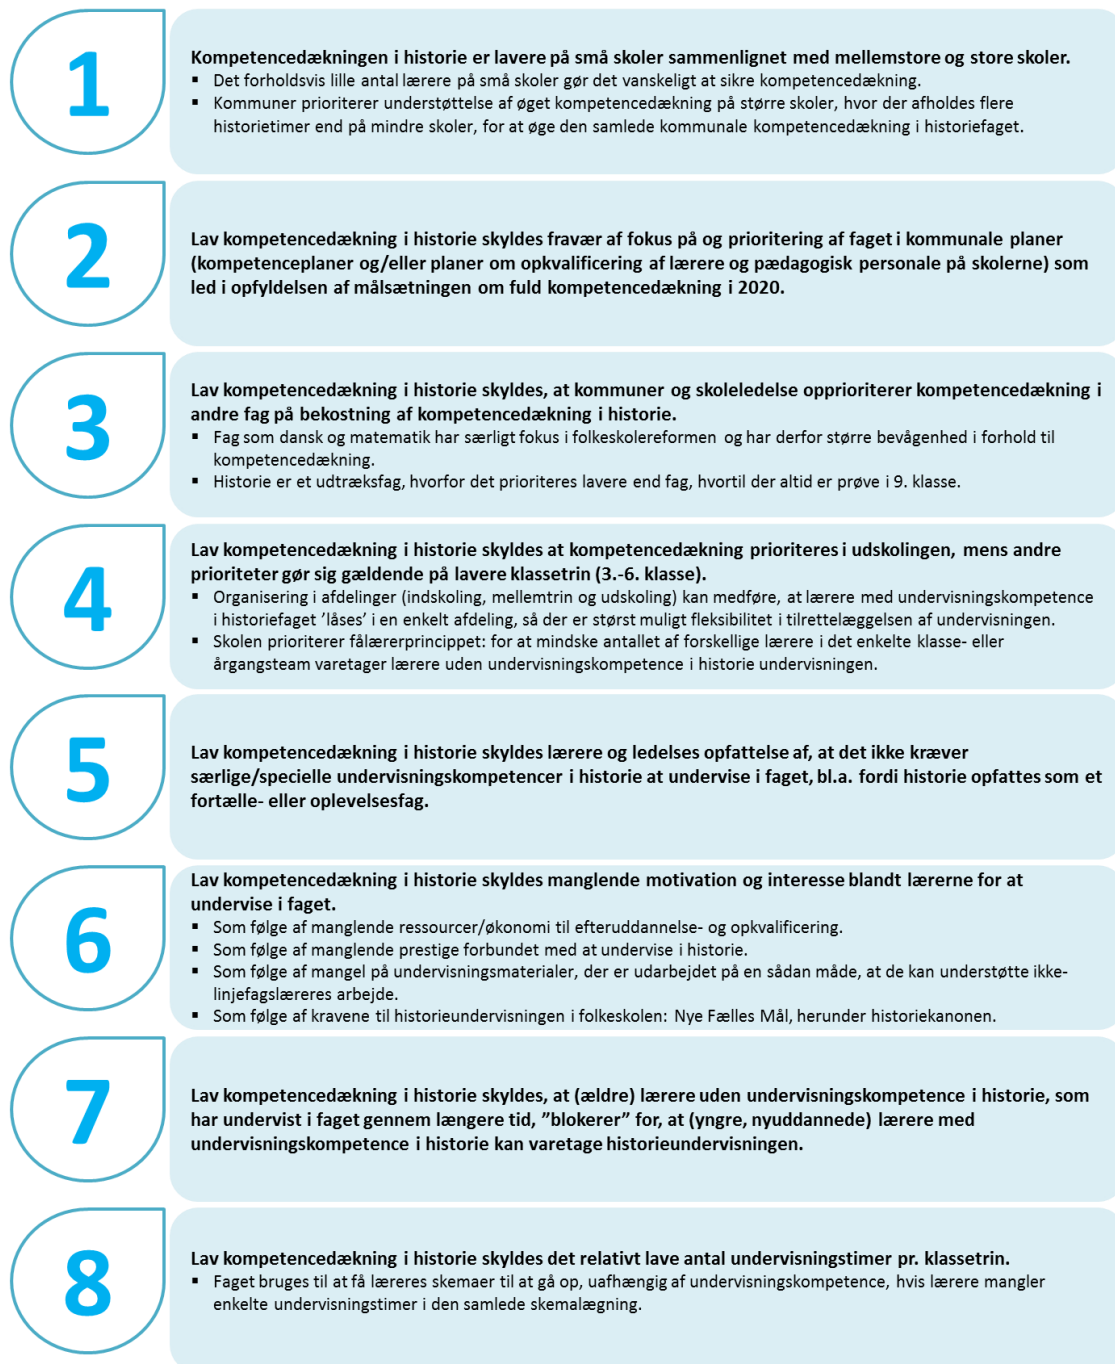 1
Kompetencedækningen i historie er lavere på små skoler sammenlignet med mellemstore og store skoler.
▪ Det forholdsvis lille antal lærere på små skoler gør det vanskeligt at sikre kompetencedækning.
▪ Kommuner prioriterer understøttelse af øget kompetencedækning på større skoler, hvor der afholdes flere
historietimer end på mindre skoler, for at øge den samlede kommunale kompetencedækning i historiefaget.
2
Lav kompetencedækning i historie skyldes fravær af fokus på og prioritering af faget i kommunale planer
(kompetenceplaner og/eller planer om opkvalificering af lærere og pædagogisk personale på skolerne) som
led i opfyldelsen af målsætningen om fuld kompetencedækning i 2020.
3
Lav kompetencedækning i historie skyldes, at kommuner og skoleledelse opprioriterer kompetencedækning i
andre fag på bekostning af kompetencedækning i historie.
▪ Fag som dansk og matematik har særligt fokus i folkeskolereformen og har derfor større bevågenhed i forhold til
kompetencedækning.
▪ Historie er et udtræksfag, hvorfor det prioriteres lavere end fag, hvortil der altid er prøve i 9. klasse.
4
Lav kompetencedækning i historie skyldes at kompetencedækning prioriteres i udskolingen, mens andre
prioriteter gør sig gældende på lavere klassetrin (3.-6. klasse).
▪ Organisering i afdelinger (indskoling, mellemtrin og udskoling) kan medføre, at lærere med undervisningskompetence
i historiefaget ’låses’ i en enkelt afdeling, så der er størst muligt fleksibilitet i tilrettelæggelsen af undervisningen.
▪ Skolen prioriterer fålærerprincippet: for at mindske antallet af forskellige lærere i det enkelte klasse- eller
årgangsteam varetager lærere uden undervisningskompetence i historie undervisningen.
5
Lav kompetencedækning i historie skyldes lærere og ledelses opfattelse af, at det ikke kræver
særlige/specielle undervisningskompetencer i historie at undervise i faget, bl.a. fordi historie opfattes som et
fortælle- eller oplevelsesfag.
6
Lav kompetencedækning i historie skyldes manglende motivation og interesse blandt lærerne for at
undervise i faget.
▪ Som følge af manglende ressourcer/økonomi til efteruddannelse- og opkvalificering.
▪ Som følge af manglende prestige forbundet med at undervise i historie.
▪ Som følge af mangel på undervisningsmaterialer, der er udarbejdet på en sådan måde, at de kan understøtte ikke-
linjefagslæreres arbejde.
▪ Som følge af kravene til historieundervisningen i folkeskolen: Nye Fælles Mål, herunder historiekanonen.
7
Lav kompetencedækning i historie skyldes, at (ældre) lærere uden undervisningskompetence i historie, som
har undervist i faget gennem længere tid, ”blokerer” for, at (yngre, nyuddannede) lærere med
undervisningskompetence i historie kan varetage historieundervisningen.
8
Lav kompetencedækning i historie skyldes det relativt lave antal undervisningstimer pr. klassetrin.
▪ Faget bruges til at få læreres skemaer til at gå op, uafhængig af undervisningskompetence, hvis lærere mangler
enkelte undervisningstimer i den samlede skemalægning.